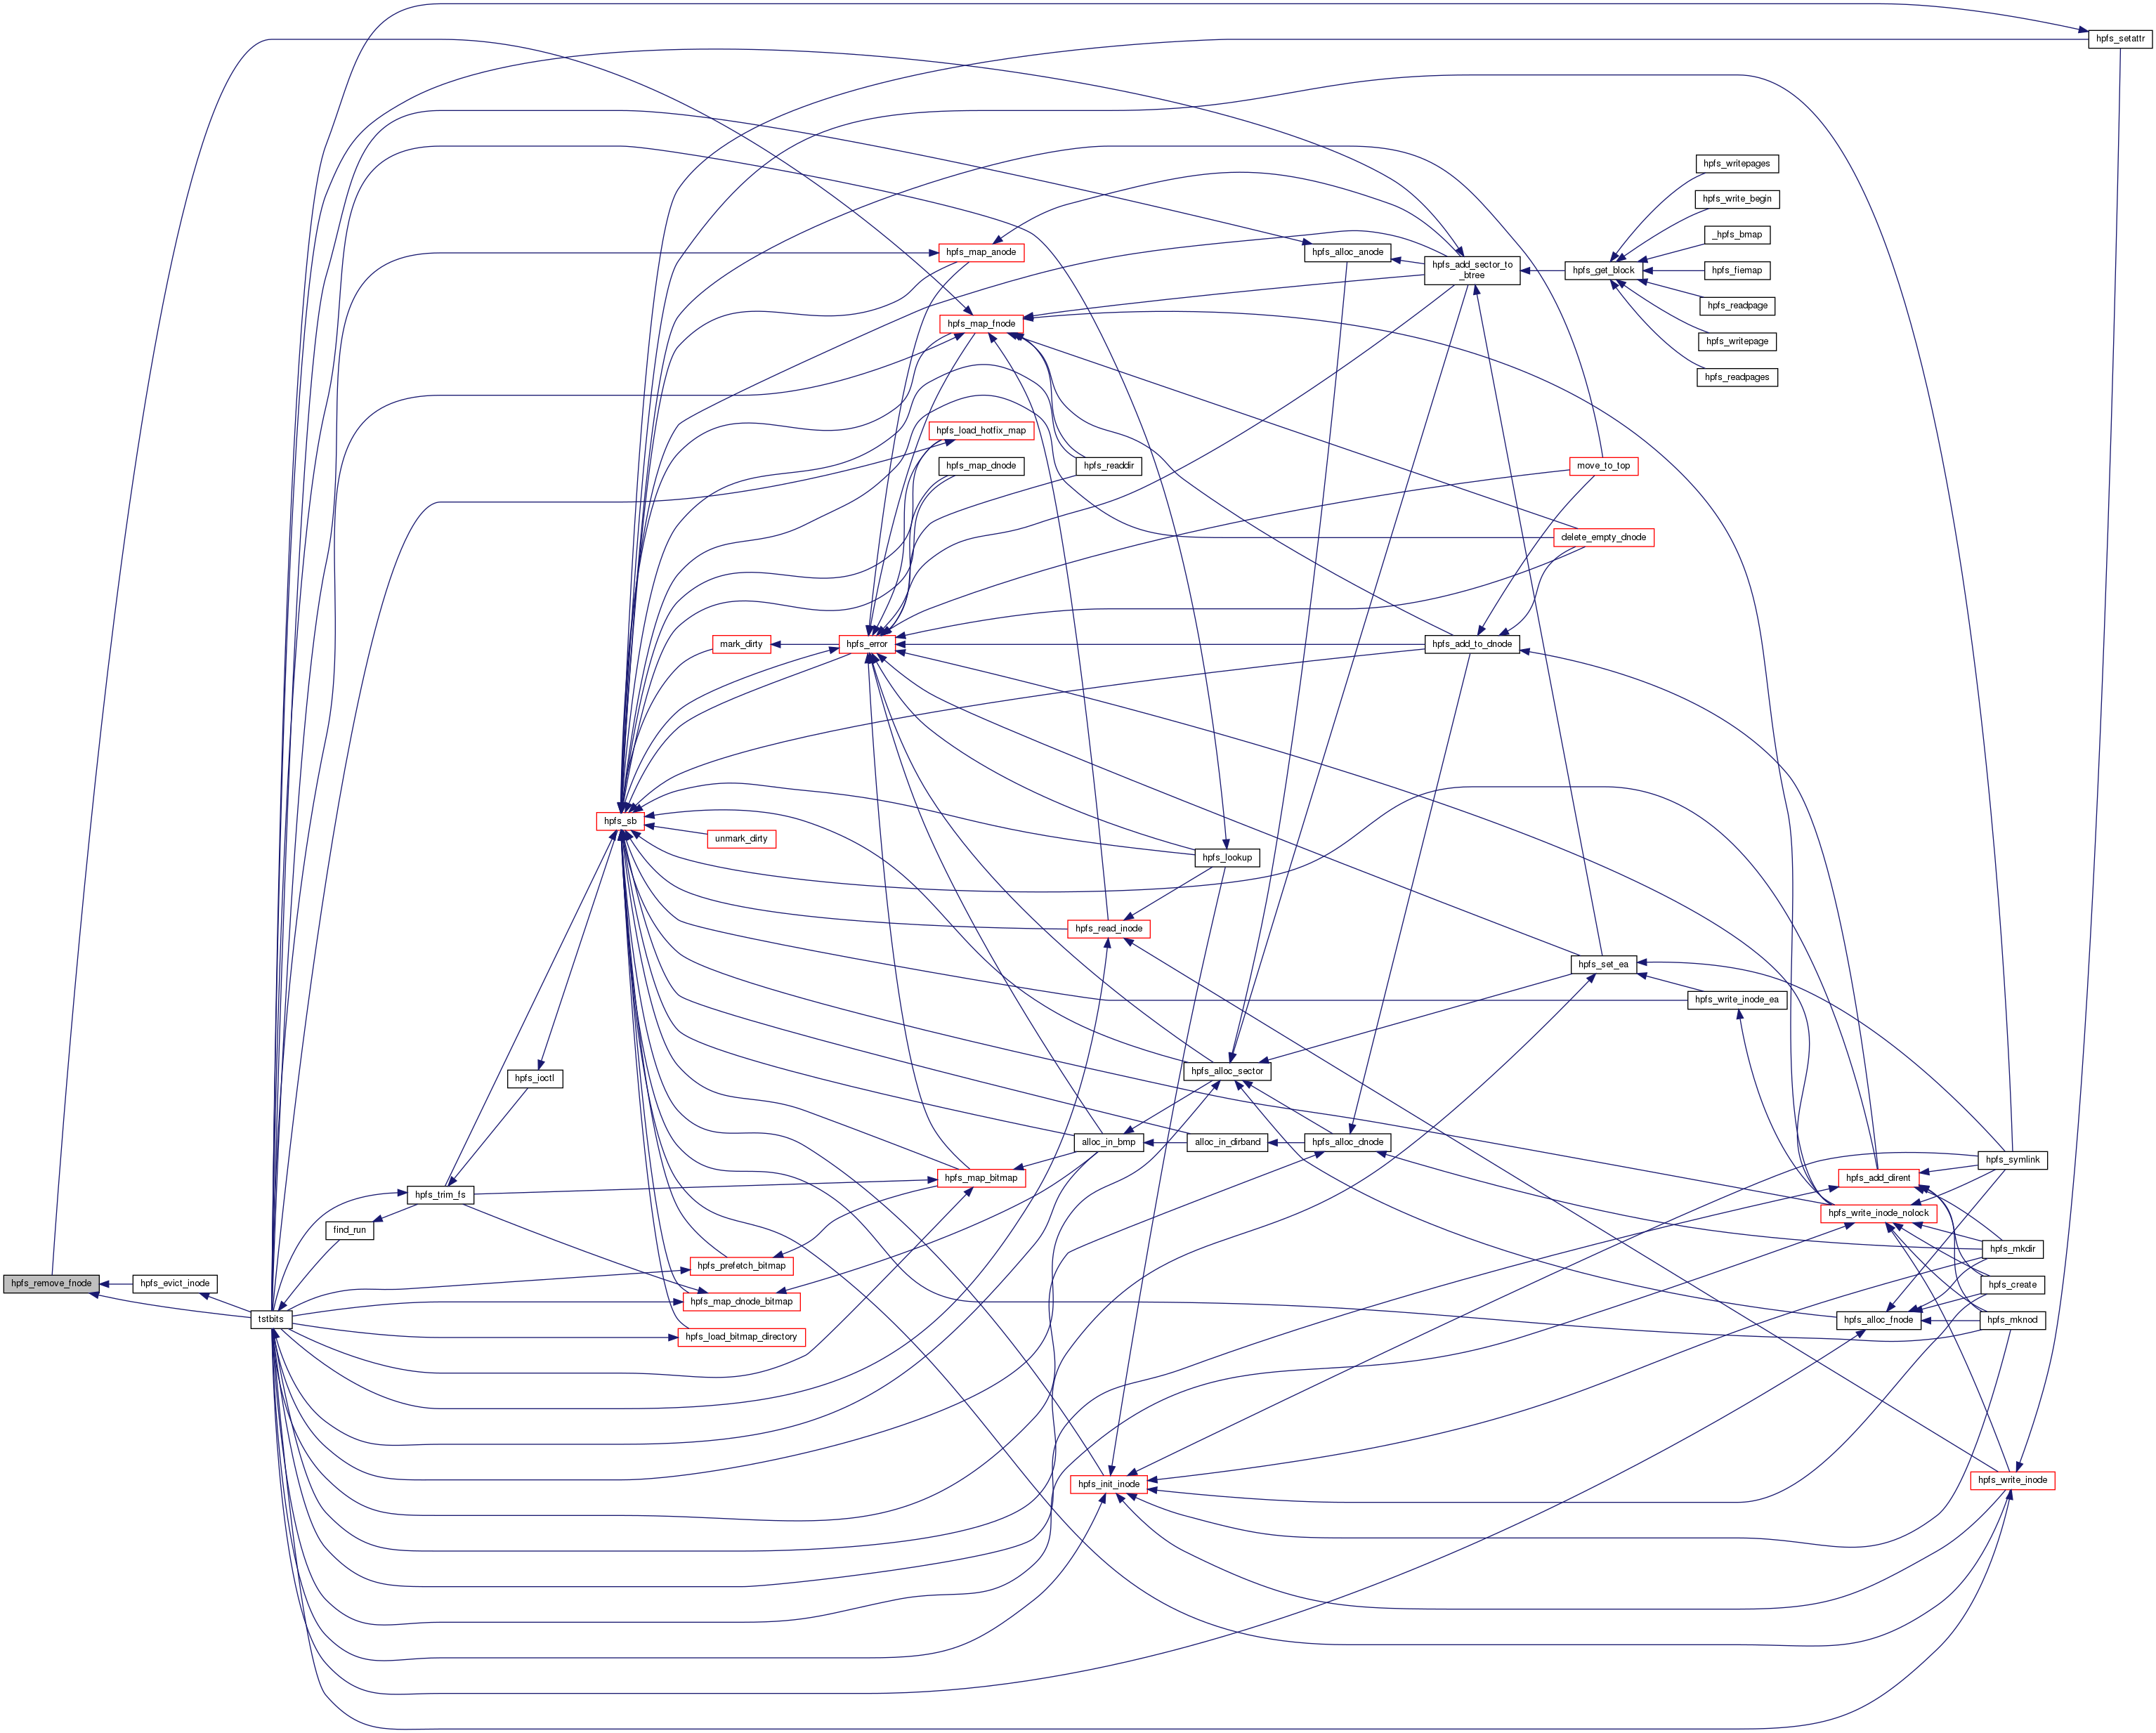 hpfs_setattr
hpfs_writepages
hpfs_write_begin
_hpfs_bmap
hpfs_map_anode
hpfs_alloc_anode
hpfs_add_sector_to
_btree
hpfs_get_block
hpfs_fiemap
hpfs_readpage
hpfs_map_fnode
hpfs_writepage
hpfs_readpages
hpfs_load_hotfix_map
hpfs_map_dnode
hpfs_readdir
move_to_top
delete_empty_dnode
mark_dirty
hpfs_error
hpfs_add_to_dnode
hpfs_sb
unmark_dirty
hpfs_lookup
hpfs_read_inode
hpfs_set_ea
hpfs_write_inode_ea
hpfs_ioctl
hpfs_alloc_sector
alloc_in_bmp
alloc_in_dirband
hpfs_alloc_dnode
hpfs_symlink
hpfs_map_bitmap
hpfs_add_dirent
hpfs_trim_fs
hpfs_write_inode_nolock
find_run
hpfs_mkdir
hpfs_prefetch_bitmap
hpfs_remove_fnode
hpfs_evict_inode
hpfs_create
hpfs_map_dnode_bitmap
tstbits
hpfs_alloc_fnode
hpfs_mknod
hpfs_load_bitmap_directory
hpfs_init_inode
hpfs_write_inode